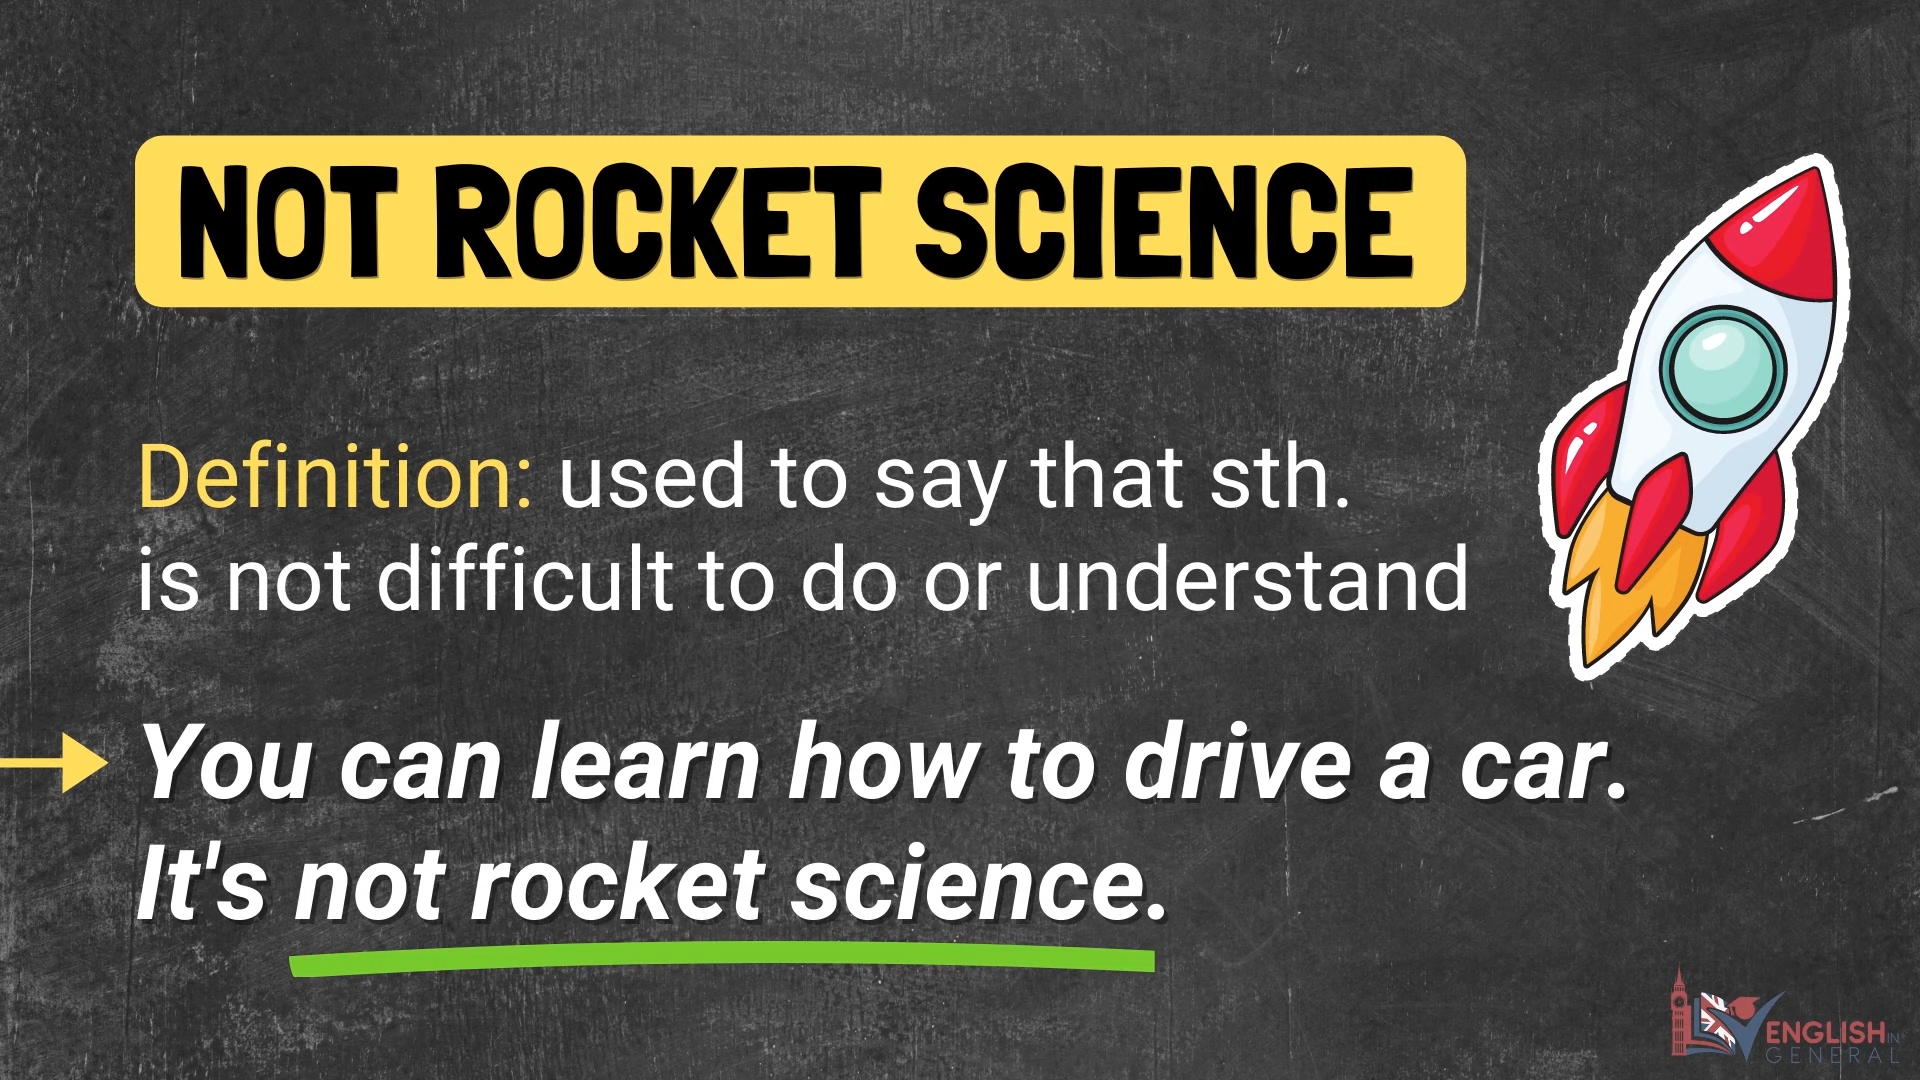 NOT ROCKET SCIENCE
Definition: used to say that sth.
is not difficult to do or understand
You can learn how to drive a car.
It's not rocket science.
ENGLISH IN
GENERAL